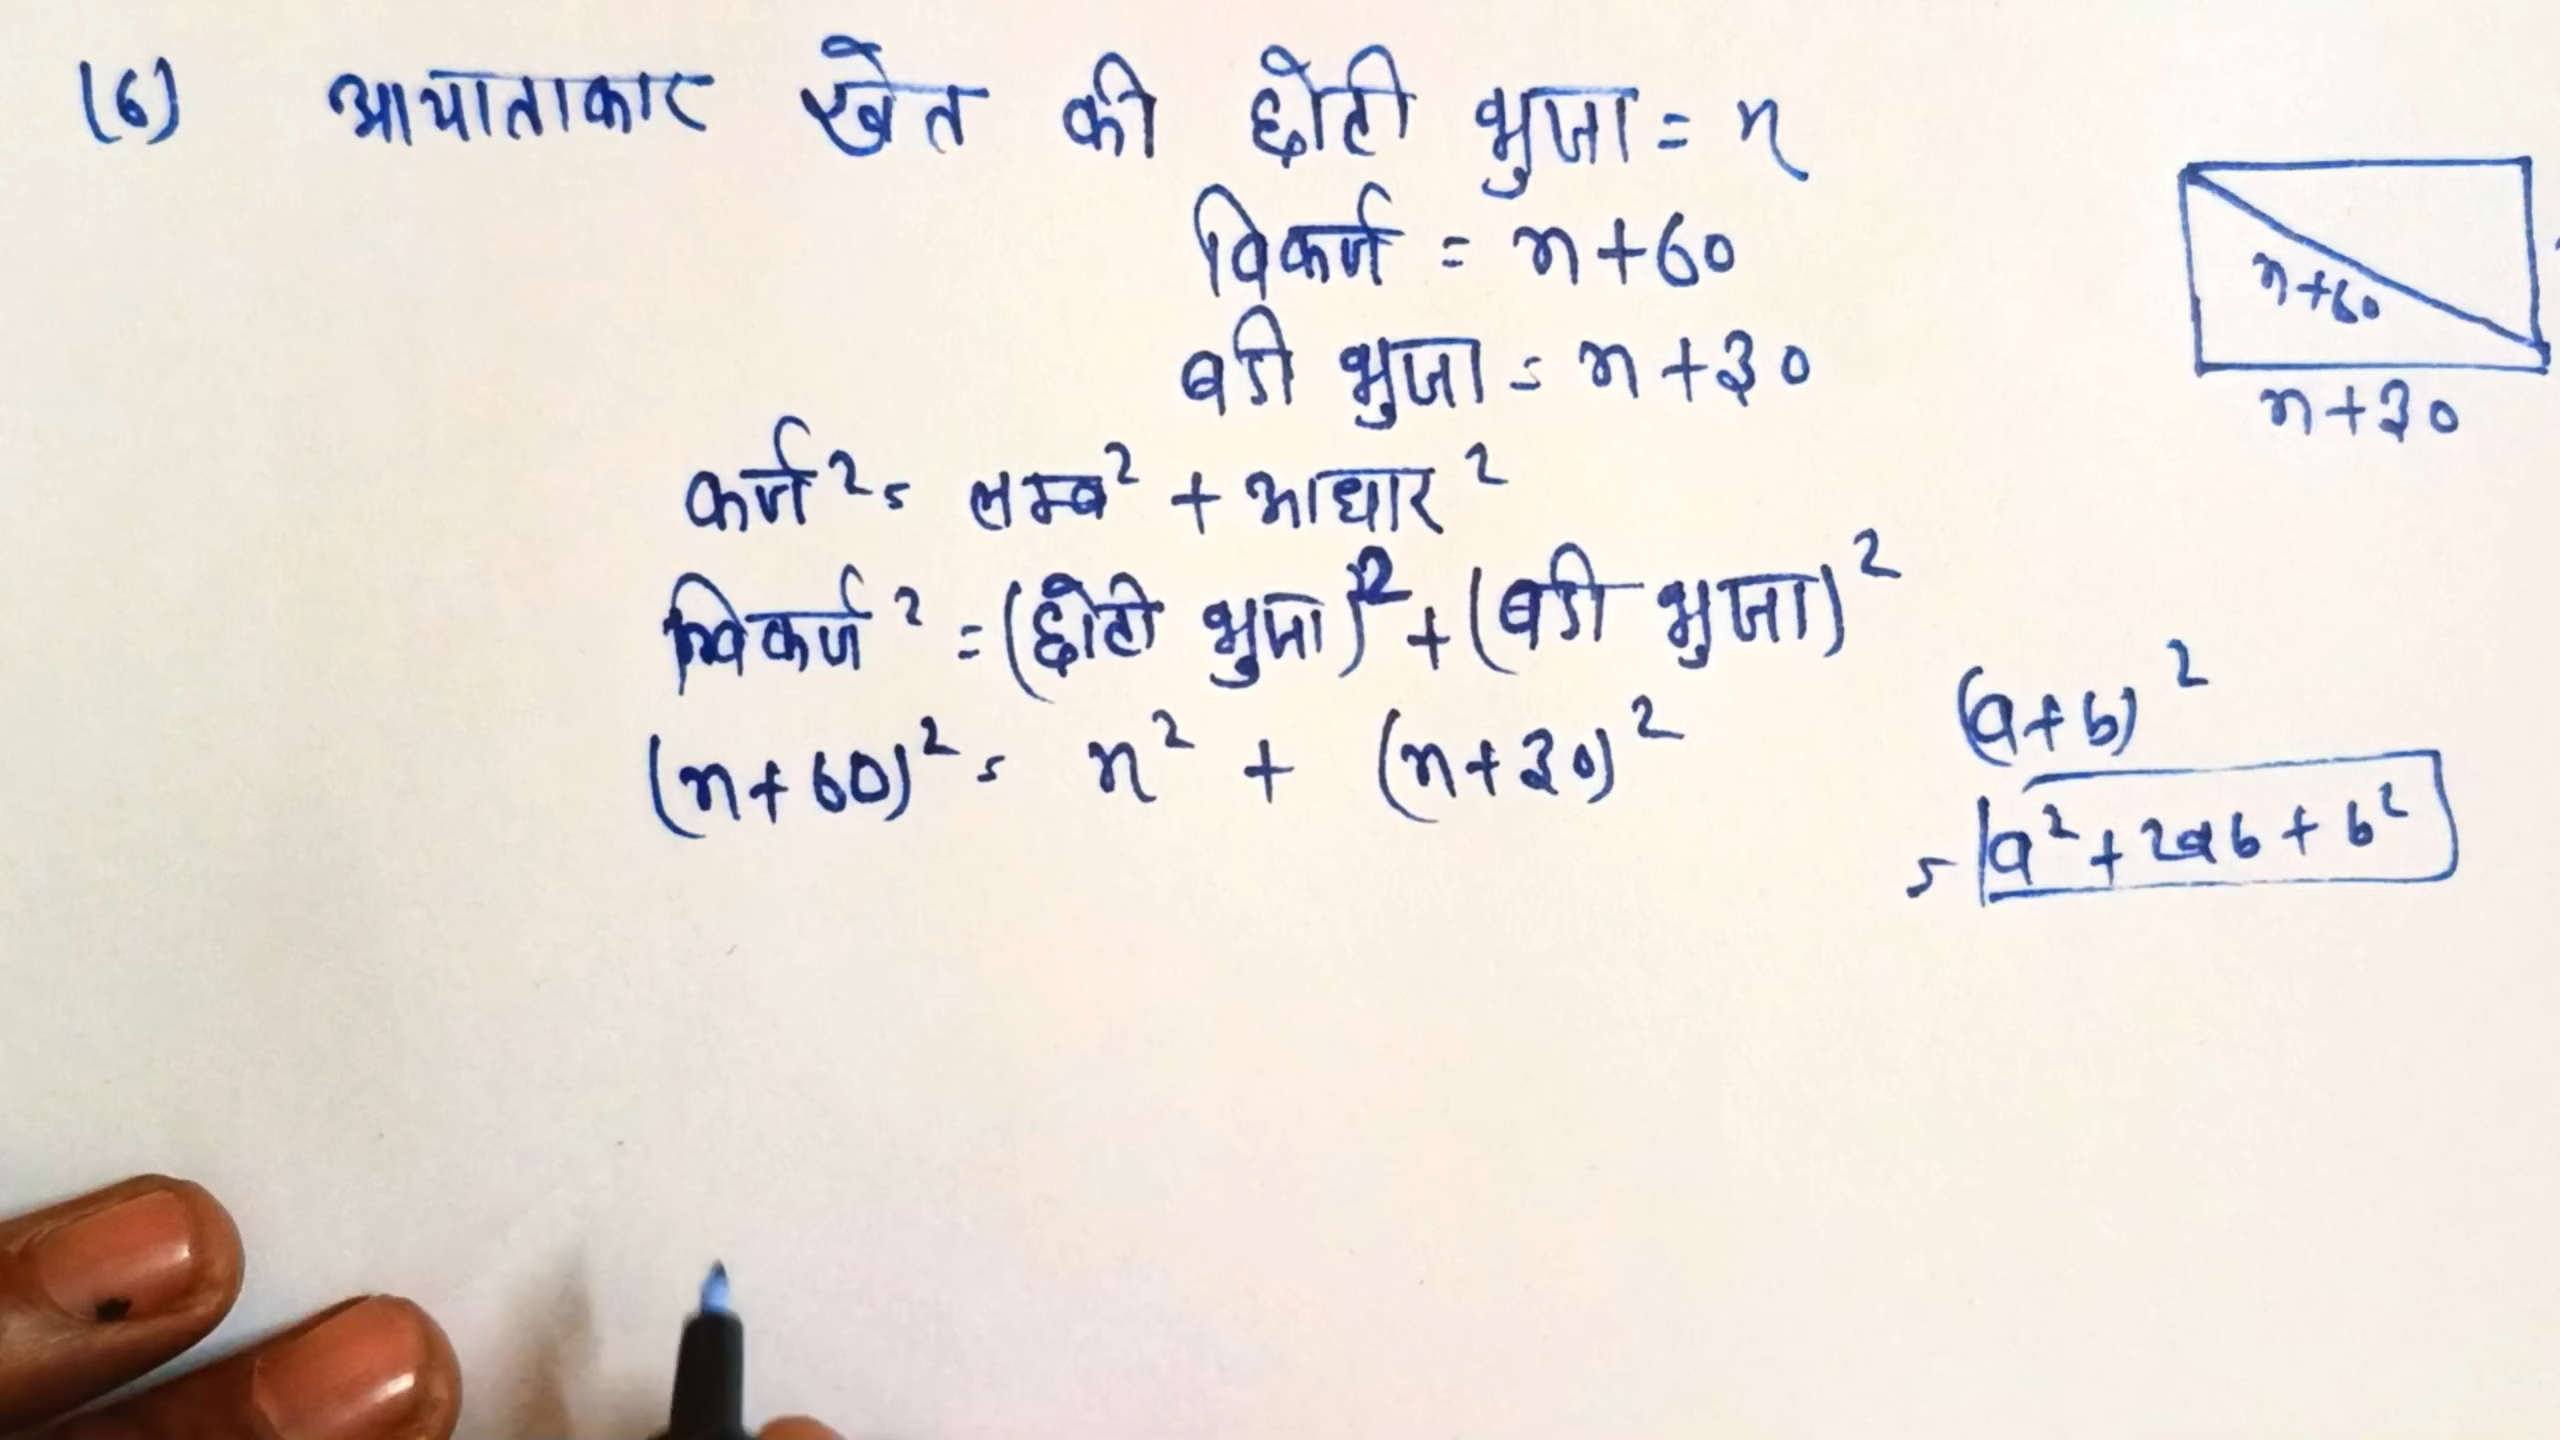 (6) आयाताकार खेत की छोटी भुजा = x
विकर्ण = x+60
बडी भुजा = x+30
x+60
x+30
कर्ण² = लम्ब² + आधार²
विकर्ण² = (छोटी भुजा)² + (बडी भुजा)²
(x+60)² = x² + (x+30)²
(a+b)²
= a²+2ab+b²